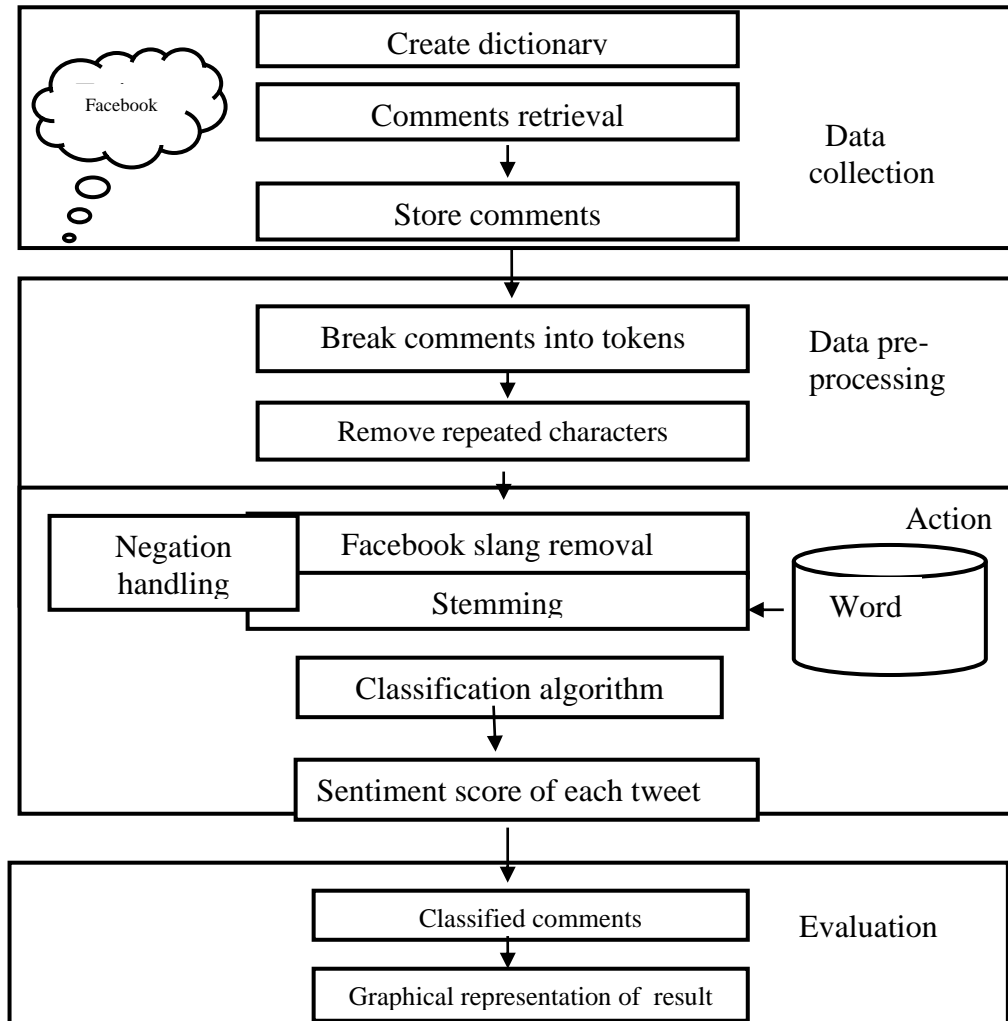 Create dictionary
Facebook
Comments retrieval
Data
collection
Store comments
Break comments into tokens
Data pre-
processing
Remove repeated characters
Action
Negation
handling
Facebook slang removal
Stemming
Word
Classification algorithm
Sentiment score of each tweet
Classified comments
Evaluation
Graphical representation of result